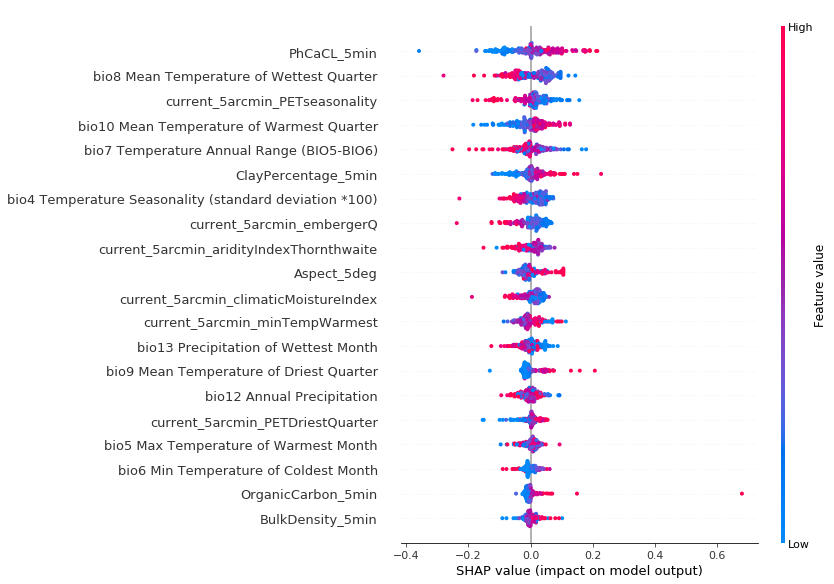 High
PhCaCL_5min
bio8 Mean Temperature of Wettest Quarter
current_5arcmin_PETseasonality
bio10 Mean Temperature of Warmest Quarter
bio7 Temperature Annual Range (BIO5-BIO6)
ClayPercentage_5min
bio4 Temperature Seasonality (standard deviation *100)
current_5arcmin_embergerQ
current_5arcmin_aridityIndexThornthwaite
Aspect_5deg
current_5arcmin_climaticMoistureIndex
current_5arcmin_minTempWarmest
bio13 Precipitation of Wettest Month
bio9 Mean Temperature of Driest Quarter
bio12 Annual Precipitation
current_5arcmin_PETDriestQuarter
bio5 Max Temperature of Warmest Month
bio6 Min Temperature of Coldest Month
OrganicCarbon_5min
BulkDensity_5min
Feature value
Low
−0.4 −0.2 0.0 0.2 0.4 0.6
SHAP value (impact on model output)